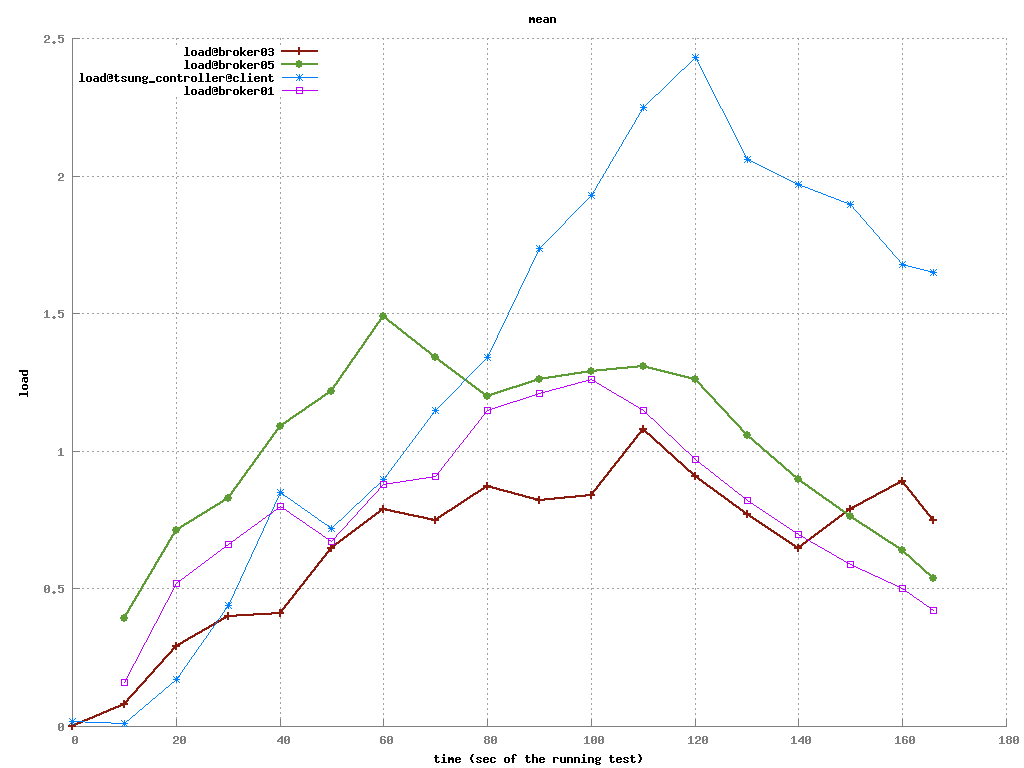 mean
2.5
load@broker03
load@broker05
load@tsung_controller@client
load@broker01
2
1.5
load
1
0.5
0
0 20 40 60 80 100 120 140 160 180
time (sec of the running test)